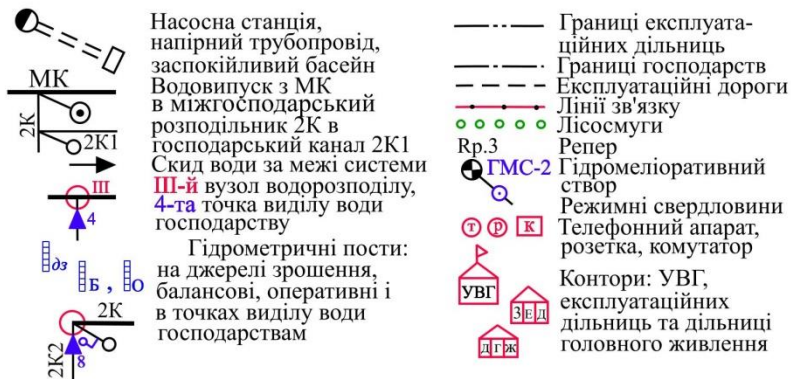 Насосна станція,
напірний трубопровід,
заспокійливий басейн
МК
Водовипуск з МК
в міжгосподарський
2К
розподільник 2К в
2К1
господарський канал 2К1
Скид води за межі системи
III
III-й вузол водорозподілу,
4
4-та точка виділу води
господарству
дз
Б , О
Гідрометричні пости:
на джерелі зрошення,
балансові, оперативні і
2К
в точках виділу води
господарствам
2К2
8
Границі експлуата-
ційних дільниць
Границі господарств
Експлуатаційні дороги
Лінії зв'язку
Лісосмуги
Rp.3
Репер
ГМС-2
Гідромеліоративний
створ
Режимні свердловини
т р к
Телефонний апарат,
розетка, комутатор
УВГ
Контори: УВГ,
ЗЕД
експлуатаційних
дільниць та дільниці
ДГЖ
головного живлення